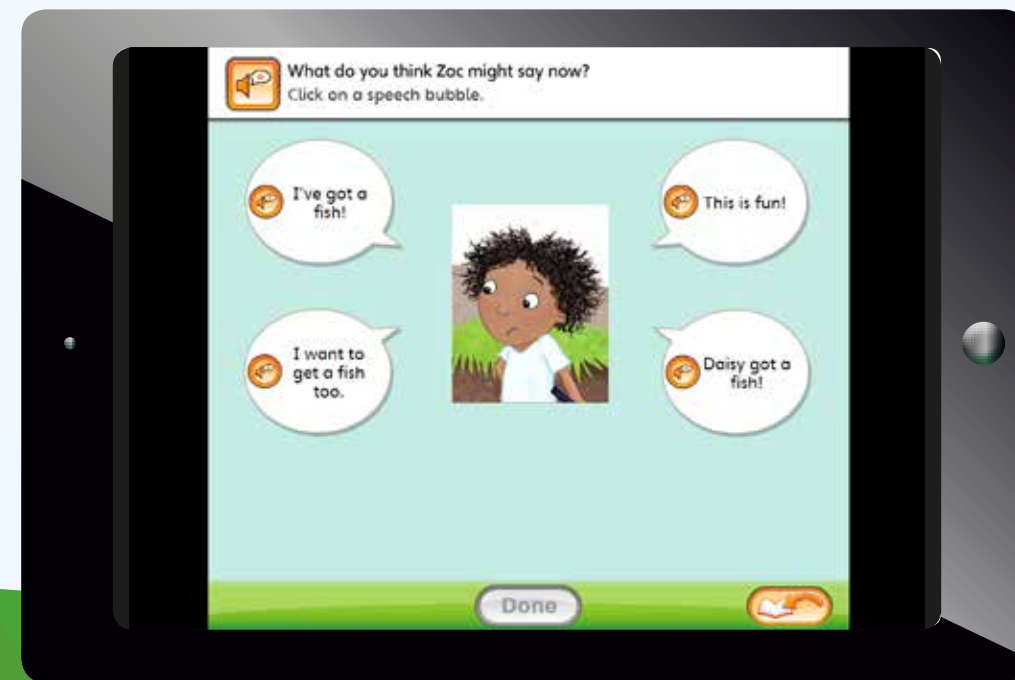 What do you think Zoc might say now?
Click on a speech bubble.
I've got a
fish!
This is fun!
I want to
get a fish
too.
Daisy got a
fish!
Done